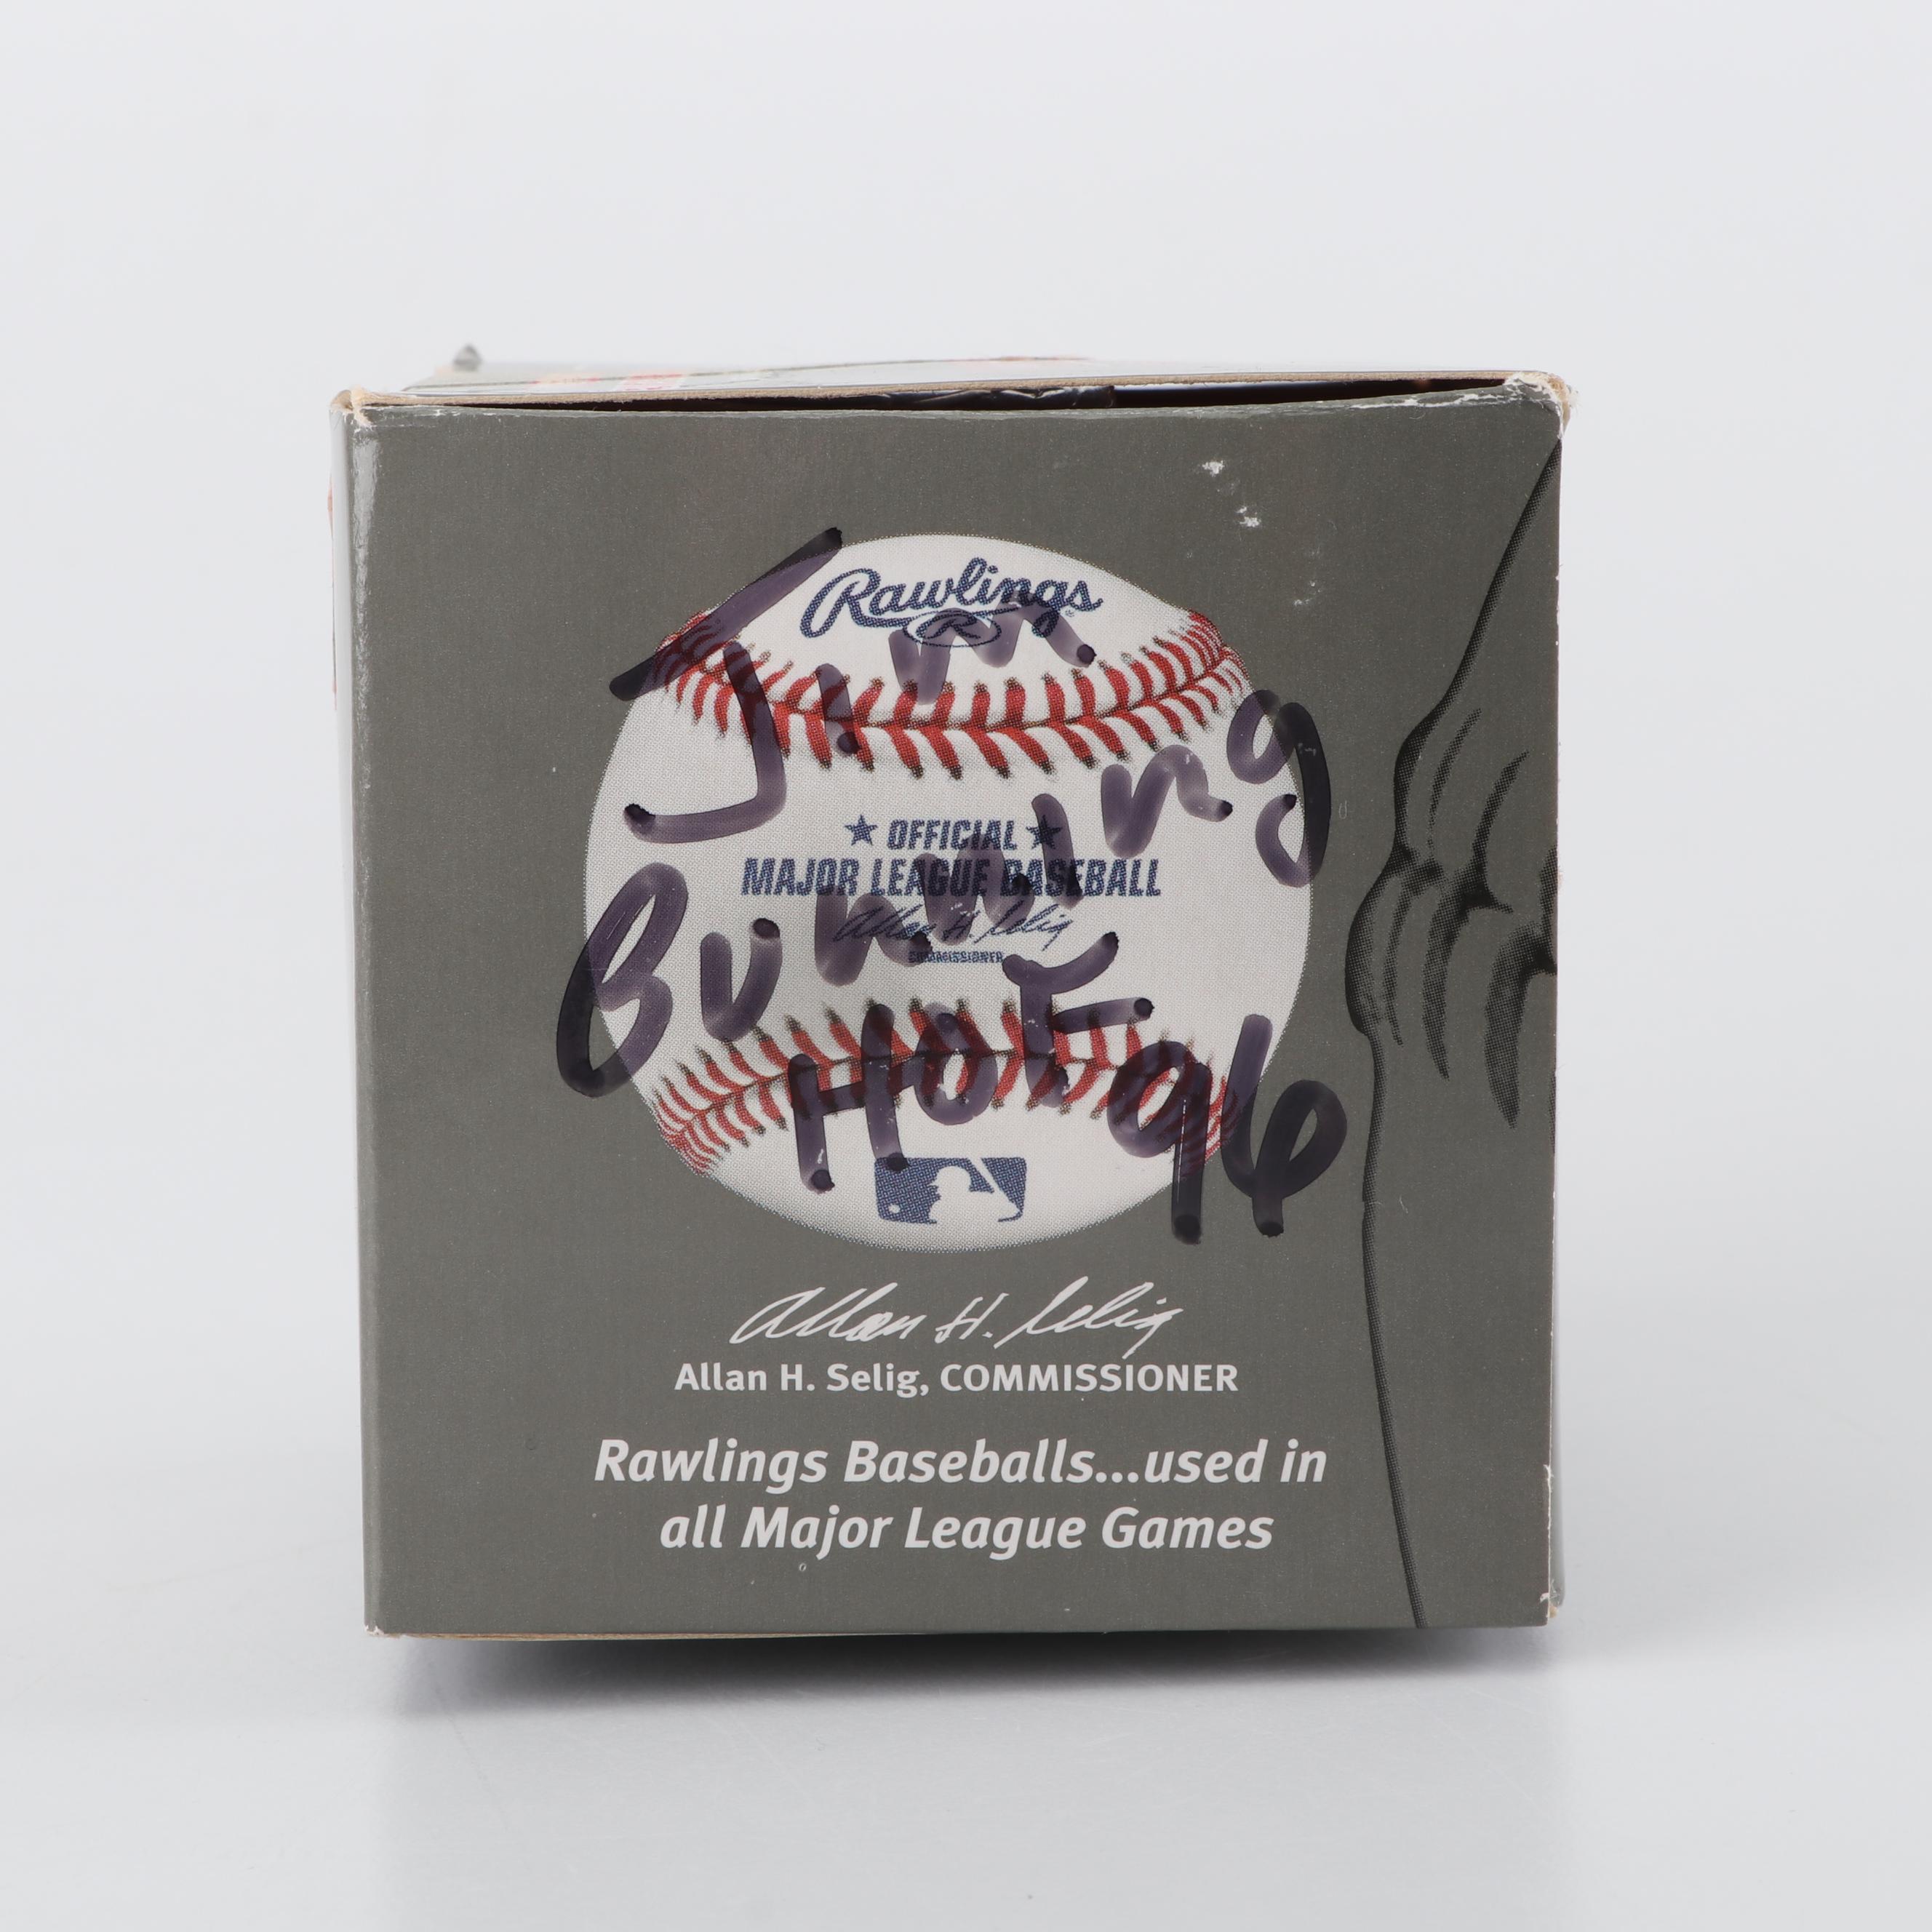 Rawlings
R
Jim
Bunning
HOF 96
OFFICIAL
MAJOR LEAGUE BASEBALL
Allan H. Selig
COMMISSIONER
Allan H. Selig
Allan H. Selig, COMMISSIONER
Rawlings Baseballs...used in
all Major League Games